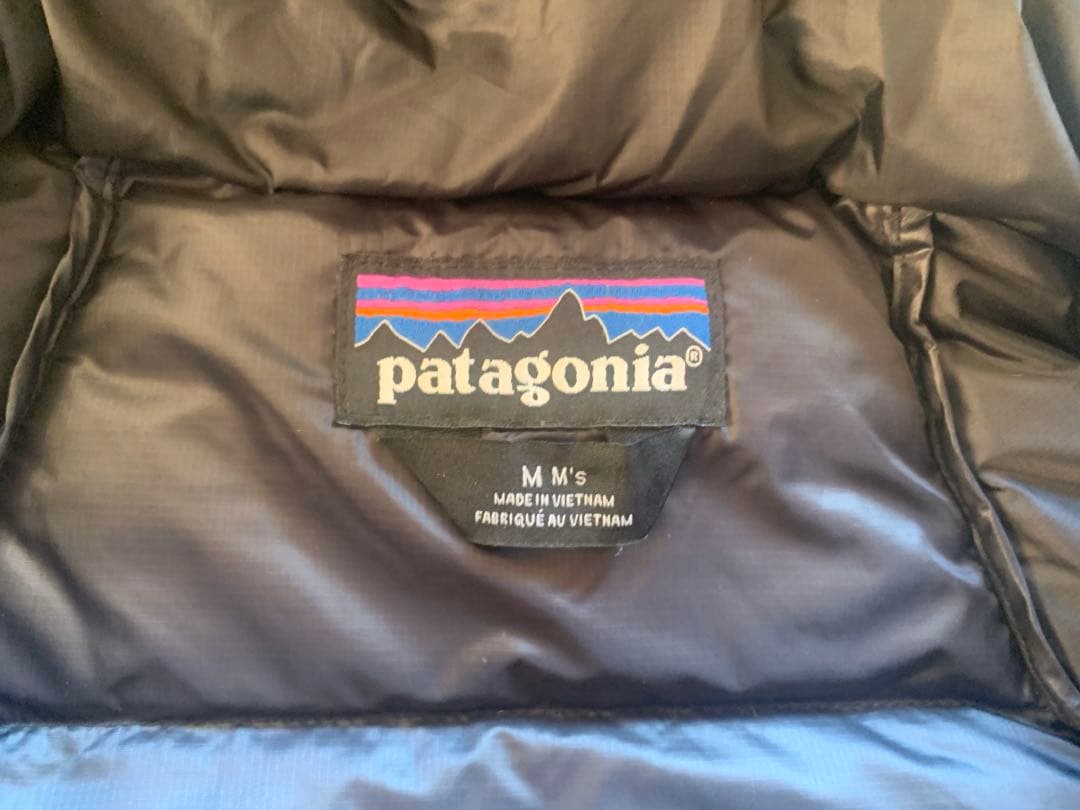 patagonia®
M M's
MADE IN VIETNAM
FABRIQUÉ AU VIETNAM